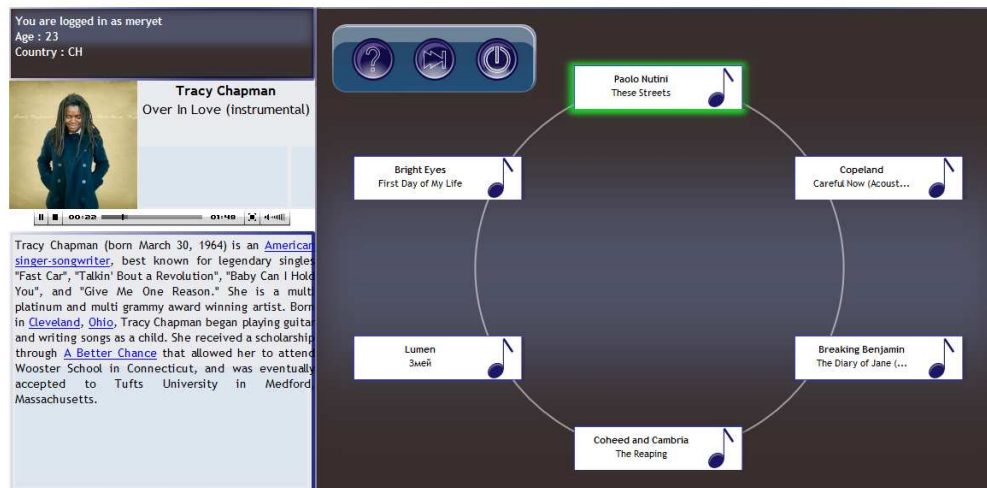 You are logged in as meryet
Age : 23
Country : CH
Tracy Chapman
Over In Love (instrumental)
00:22
01:48
Tracy Chapman (born March 30, 1964) is an American
singer-songwriter, best known for legendary singles
"Fast Car", "Talkin' Bout a Revolution", "Baby Can I Hold
You", and "Give Me One Reason." She is a multi
platinum and multi grammy award winning artist. Born
in Cleveland, Ohio, Tracy Chapman began playing guitar
and writing songs as a child. She received a scholarship
through A Better Chance that allowed her to attend
Wooster School in Connecticut, and was eventually
accepted to Tufts University in Medford,
Massachusetts.
?
Paolo Nutini
These Streets
Bright Eyes
First Day of My Life
Copeland
Careful Now (Acoust...
Lumen
Змей
Breaking Benjamin
The Diary of Jane (...
Coheed and Cambria
The Reaping